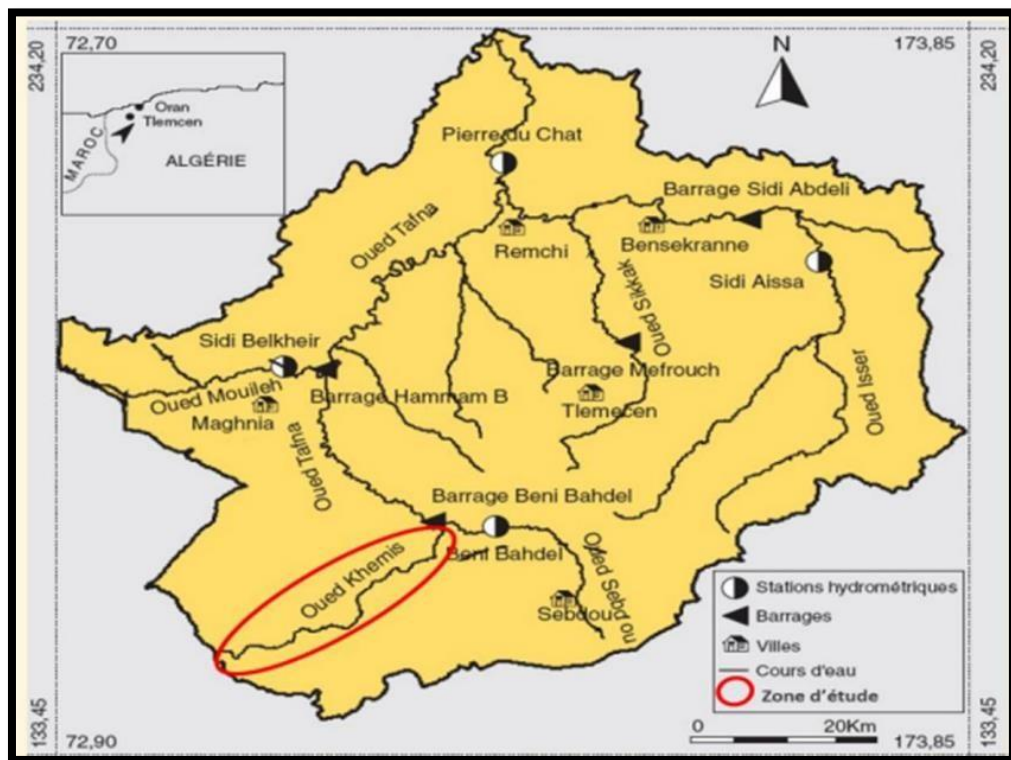 72,70
173,85
234,20
234,20
N
Oran
Tlemcen
MAROC
ALGÉRIE
Pierre du Chat
Barrage Sidi Abdeli
Oued Tafna
Remchi
Bensekranne
Sidi Aissa
Oued Sikkak
Sidi Belkheir
Barrage Mefrouch
Oued Mouileh
Barrage Hammam B
Tlemecen
Maghnia
Oued Isser
Oued Tafna
Barrage Beni Bahdel
Beni Bahdel
Oued Khemis
Oued Sebdou
Sebdoud
Stations hydrométriques
Barrages
Villes
Cours d'eau
Zone d'étude
0 20Km
133,45
133,45
72,90
173,85